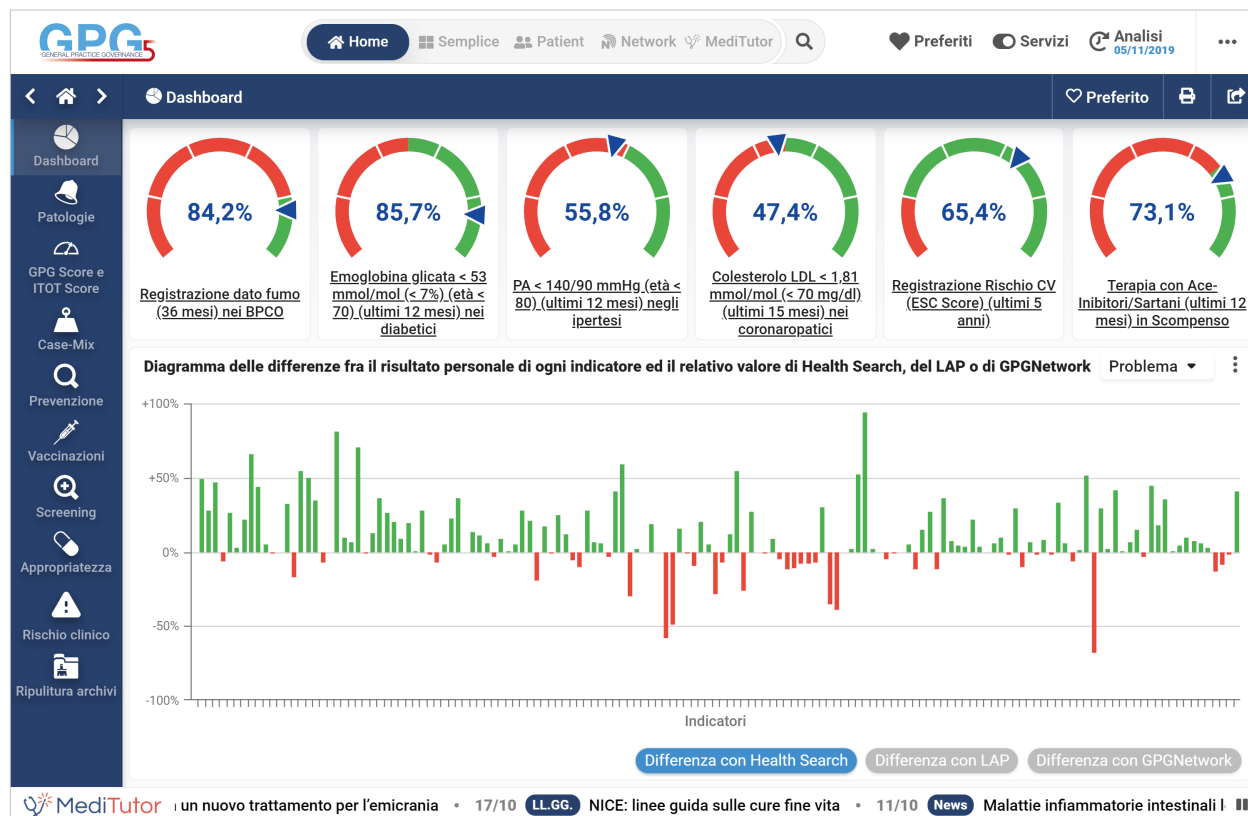 GPG5
GENERAL PRACTICE GOVERNANCE
Home
Semplice
Patient
Network
MediTutor
Preferiti
Servizi
Analisi
05/11/2019
Dashboard
Preferito
Dashboard
Patologie
GPG Score e
ITOT Score
Case-Mix
Prevenzione
Vaccinazioni
Screening
Appropriatezza
Rischio clinico
Ripulitura archivi
84,2%
Registrazione dato fumo
(36 mesi) nei BPCO
85,7%
Emoglobina glicata < 53
mmol/mol (< 7%) (età <
70) (ultimi 12 mesi) nei
diabetici
55,8%
PA < 140/90 mmHg (età <
80) (ultimi 12 mesi) negli
ipertesi
47,4%
Colesterolo LDL < 1,81
mmol/mol (< 70 mg/dl)
(ultimi 15 mesi) nei
coronaropatici
65,4%
Registrazione Rischio CV
(ESC Score) (ultimi 5
anni)
73,1%
Terapia con Ace-
Inibitori/Sartani (ultimi 12
mesi) in Scompenso
Diagramma delle differenze fra il risultato personale di ogni indicatore ed il relativo valore di Health Search, del LAP o di GPGNetwork
Problema
+100%
+50%
0%
-50%
-100%
Indicatori
Differenza con Health Search
Differenza con LAP
Differenza con GPGNetwork
MediTutor
un nuovo trattamento per l'emicrania • 17/10 LL.GG. NICE: linee guida sulle cure fine vita • 11/10 News Malattie infiammatorie intestinali